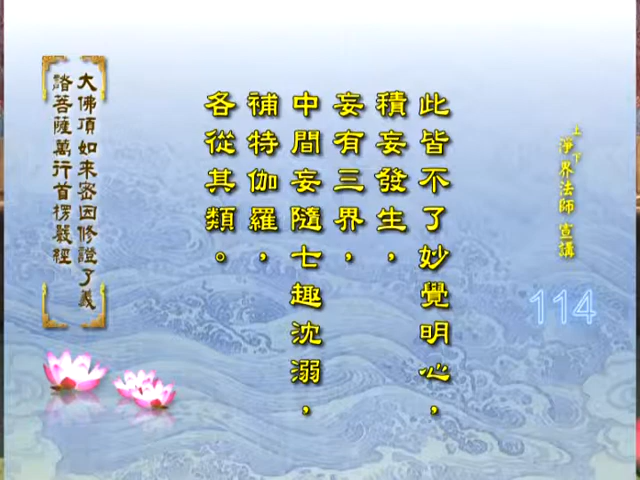 上淨下界法師 宣講
114
此皆不了妙覺明心，
積妄發生，
妄有三界，
中間妄隨七趣沈溺，
補特伽羅，
各從其類。
大佛頂如來密因修證了義
諸菩薩萬行首楞嚴經